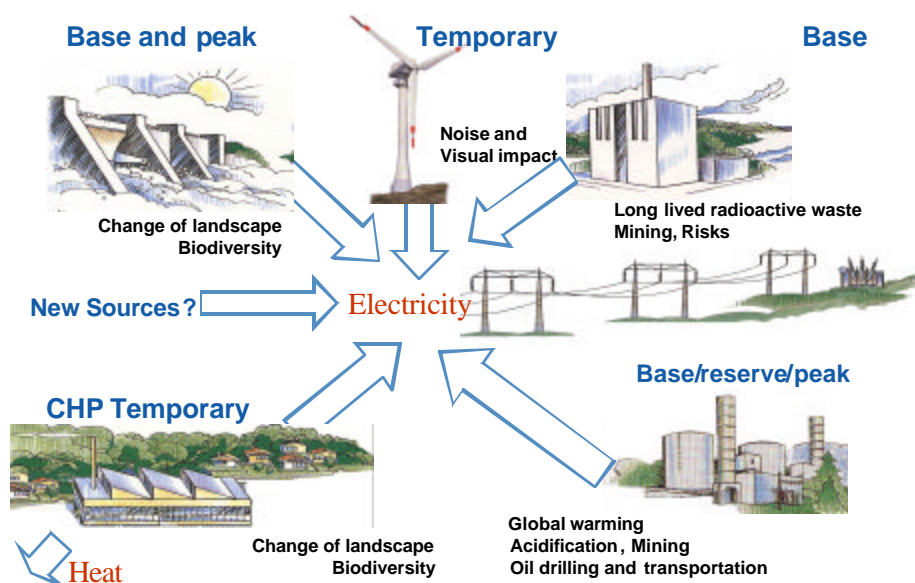 Base and peak
Temporary
Base
Noise and
Visual impact
Change of landscape
Biodiversity
Long lived radioactive waste
Mining, Risks
New Sources?
Electricity
Base/reserve/peak
CHP Temporary
Global warming
Acidification, Mining
Oil drilling and transportation
Change of landscape
Biodiversity
Heat